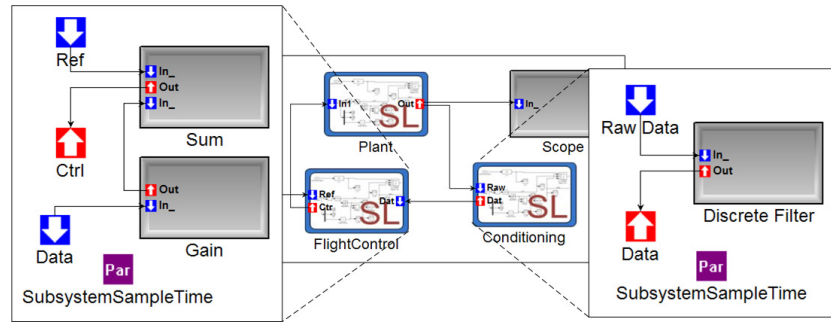 Ref
In_
Out
In_
Sum
Ctrl
Out
In_
Gain
Data
Par
SubsystemSampleTime
In1
Out
SL
Plant
In_
Scope
Ref
Ctr
Dat
SL
FlightControl
Raw
Dat
SL
Conditioning
Raw Data
In_
Out
Discrete Filter
Data
Par
SubsystemSampleTime